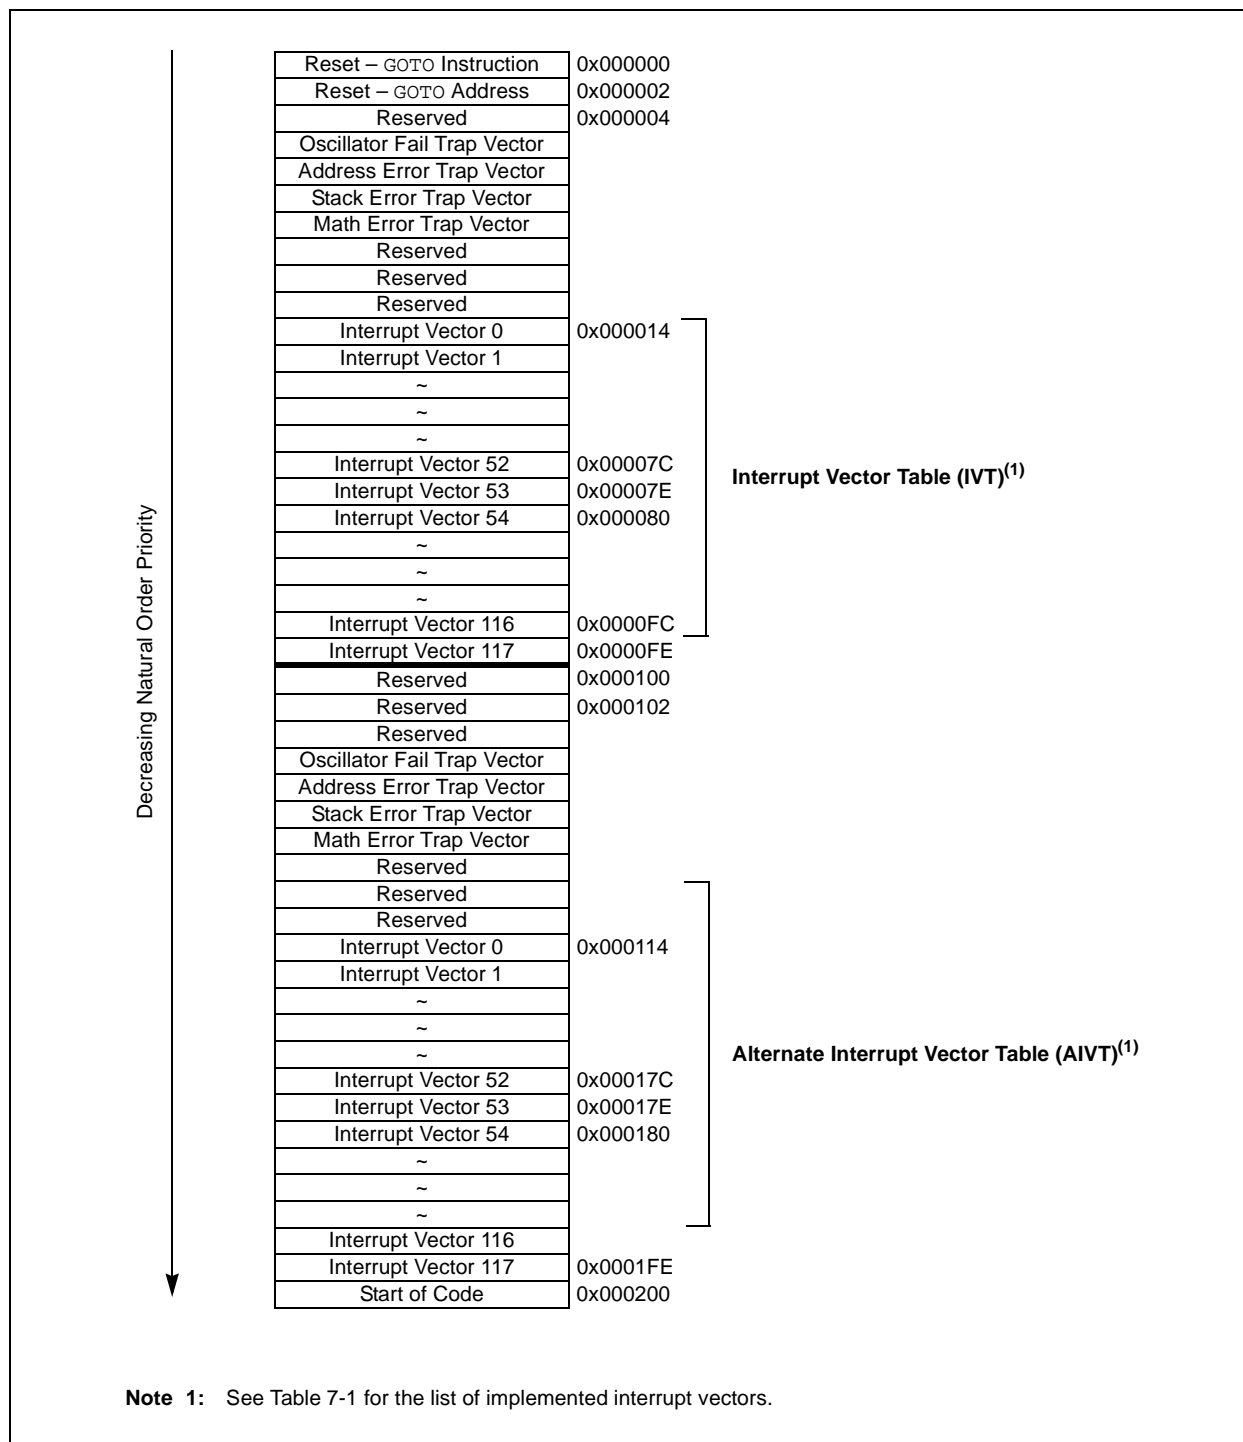 Reset – GOTO Instruction 0x000000
Reset – GOTO Address 0x000002
Reserved 0x000004
Oscillator Fail Trap Vector
Address Error Trap Vector
Stack Error Trap Vector
Math Error Trap Vector
Reserved
Reserved
Reserved
Interrupt Vector 0 0x000014
Interrupt Vector 1
~
~
~
Interrupt Vector 52 0x00007C
Interrupt Vector Table (IVT)(1)
Interrupt Vector 53 0x00007E
Interrupt Vector 54 0x000080
~
~
~
Interrupt Vector 116 0x0000FC
Interrupt Vector 117 0x0000FE
Decreasing Natural Order Priority
Reserved 0x000100
Reserved 0x000102
Reserved
Oscillator Fail Trap Vector
Address Error Trap Vector
Stack Error Trap Vector
Math Error Trap Vector
Reserved
Reserved
Reserved
Interrupt Vector 0 0x000114
Interrupt Vector 1
~
~
~
Alternate Interrupt Vector Table (AIVT)(1)
Interrupt Vector 52 0x00017C
Interrupt Vector 53 0x00017E
Interrupt Vector 54 0x000180
~
~
~
Interrupt Vector 116
Interrupt Vector 117 0x0001FE
Start of Code 0x000200
Note 1: See Table 7-1 for the list of implemented interrupt vectors.